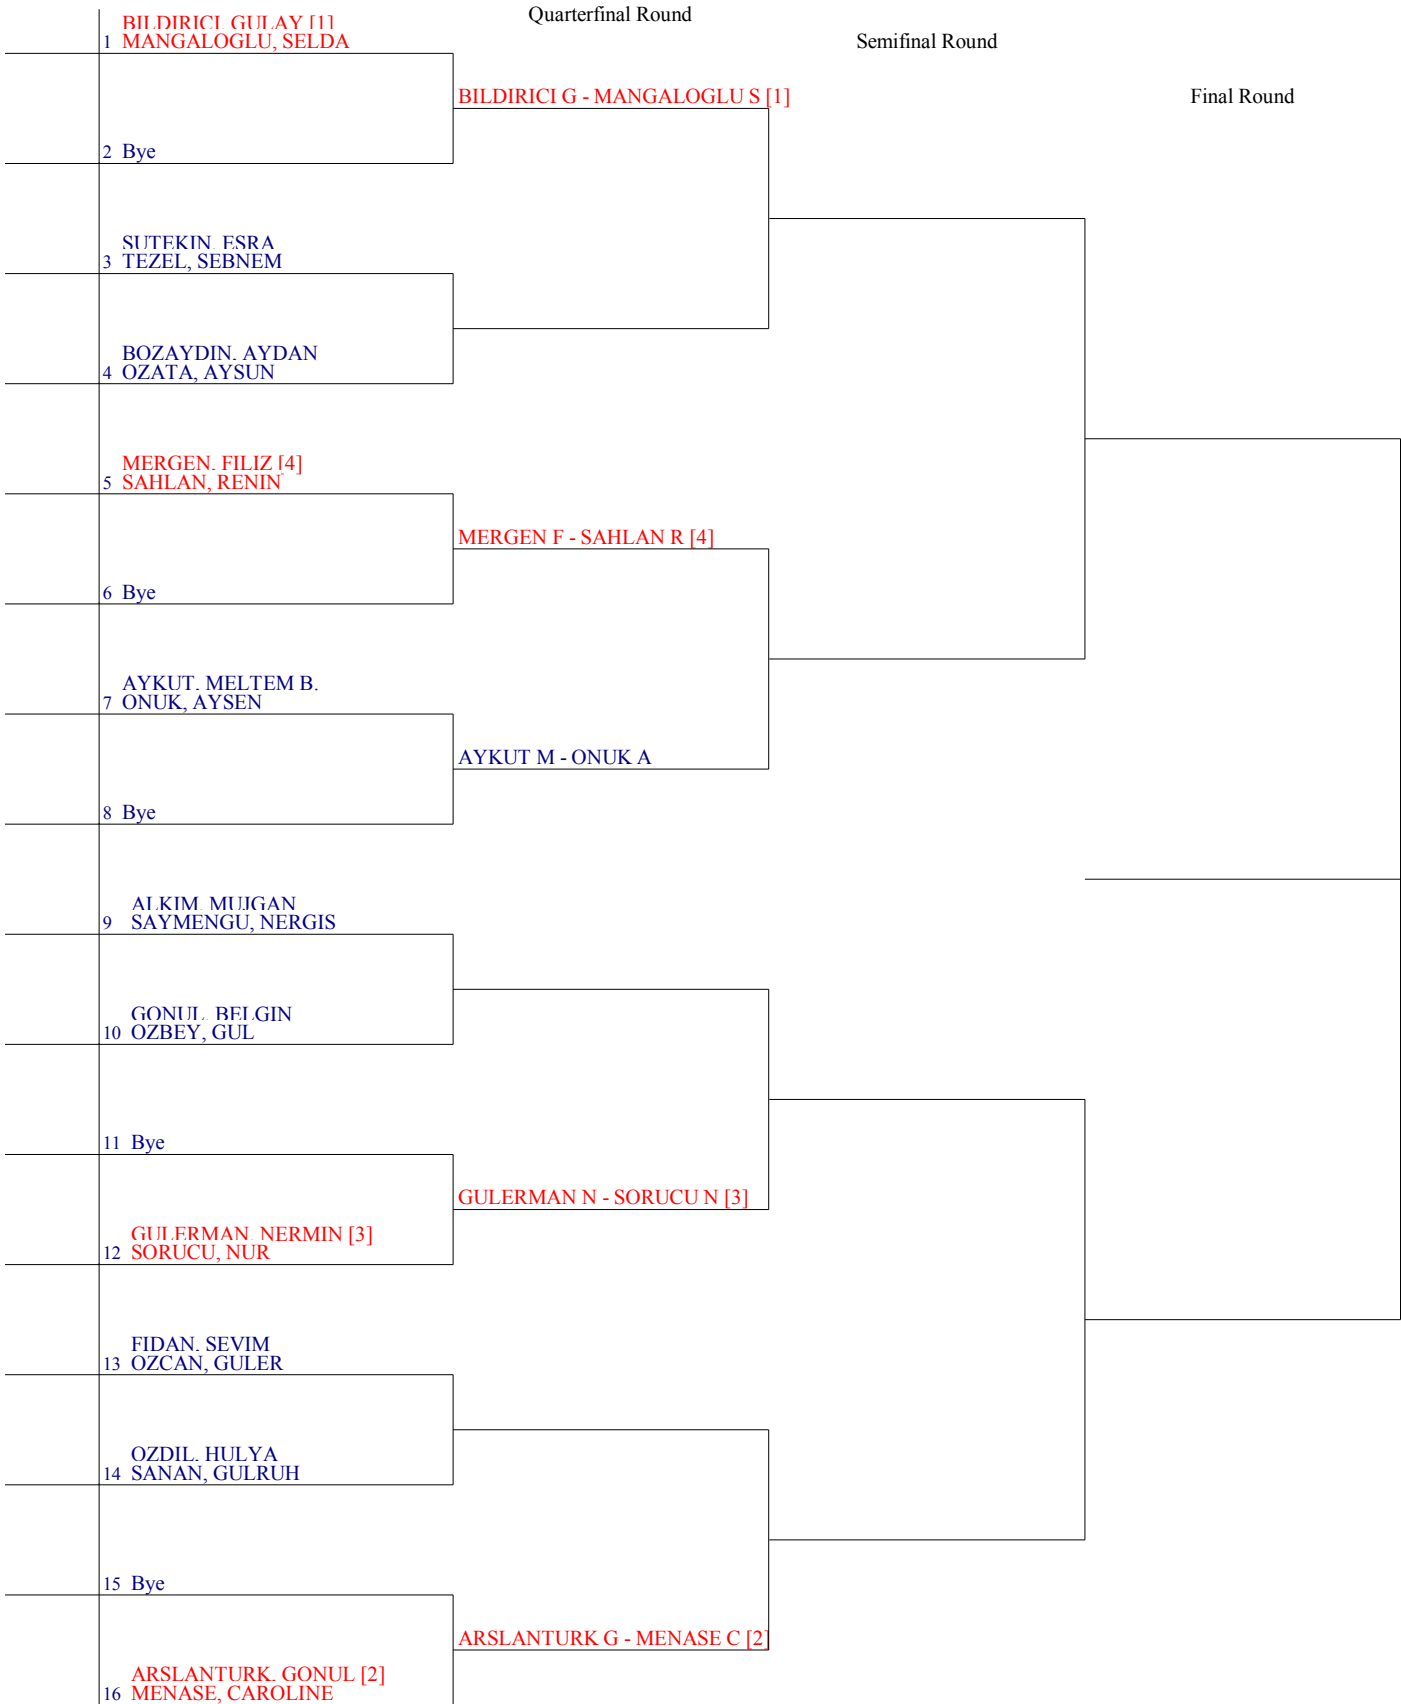 Quarterfinal Round
Semifinal Round
Final Round
BILDIRICI, GULAY [1]
1 MANGALOGLU, SELDA
BILDIRICI G - MANGALOGLU S [1]
2 Bye
SUTEKIN, ESRA
3 TEZEL, SEBNEM
BOZAYDIN, AYDAN
4 OZATA, AYSUN
MERGEN, FILIZ [4]
5 SAHLAN, RENIN
MERGEN F - SAHLAN R [4]
6 Bye
AYKUT, MELTEM B.
7 ONUK, AYSEN
AYKUT M - ONUK A
8 Bye
ALKIM, MUJGAN
9 SAYMENGU, NERGIS
GONUL, BELGIN
10 OZBEY, GUL
11 Bye
GULERMAN N - SORUCU N [3]
GULERMAN, NERMIN [3]
12 SORUCU, NUR
FIDAN, SEVIM
13 OZCAN, GULER
OZDIL, HULYA
14 SANAN, GULRUH
15 Bye
ARSLANTURK G - MENASE C [2]
ARSLANTURK, GONUL [2]
16 MENASE, CAROLINE